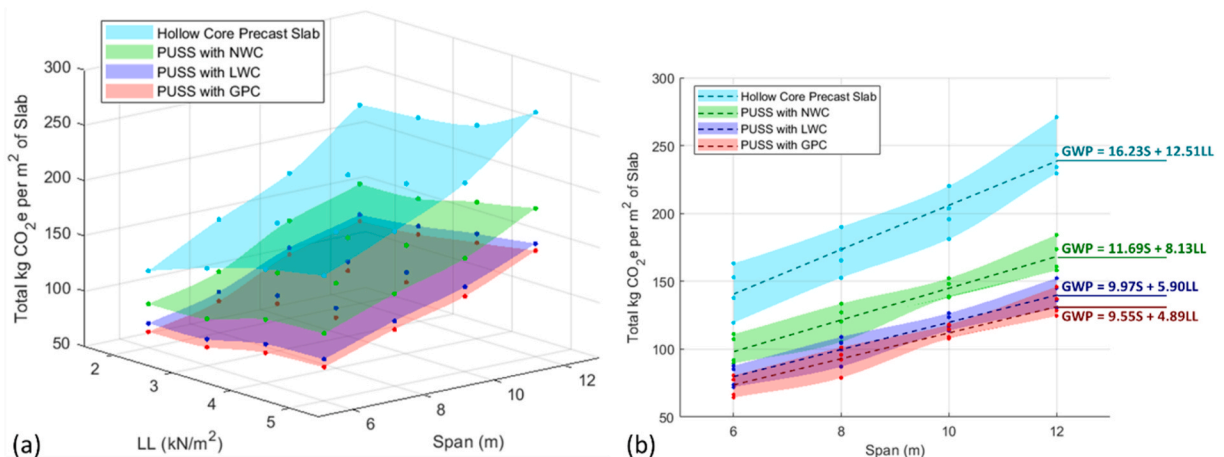 Hollow Core Precast Slab
PUSS with NWC
PUSS with LWC
PUSS with GPC
300
250
200
150
100
50
Total kg CO2e per m2 of Slab
2
3
4
5
LL (kN/m2)
6
8
10
12
Span (m)
(a)
Hollow Core Precast Slab
PUSS with NWC
PUSS with LWC
PUSS with GPC
300
250
200
150
100
50
Total kg CO2e per m2 of Slab
GWP = 16.23S + 12.51LL
GWP = 11.69S + 8.13LL
GWP = 9.97S + 5.90LL
GWP = 9.55S + 4.89LL
6
8
10
12
Span (m)
(b)